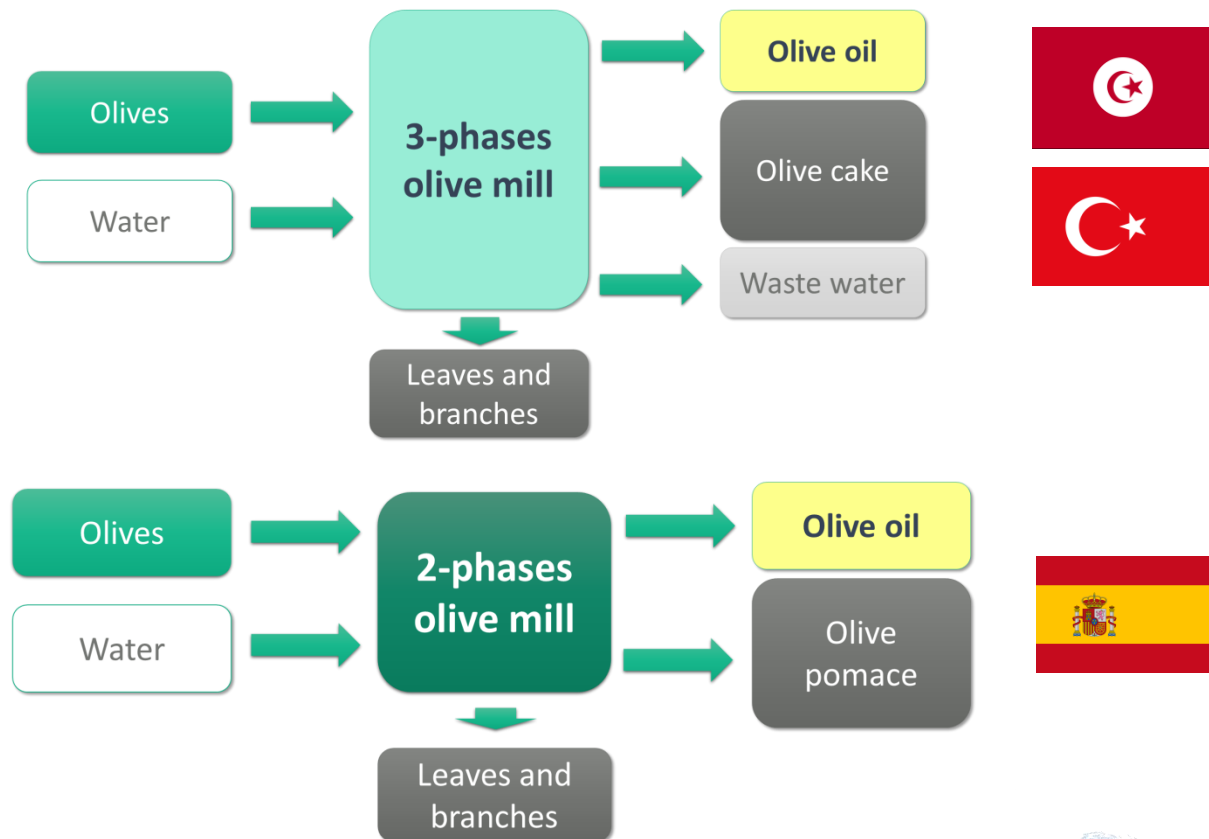 Olives
Water
3-phases
olive mill
Olive oil
Olive cake
Waste water
Leaves and
branches
Olives
Water
2-phases
olive mill
Olive oil
Olive
pomace
Leaves and
branches